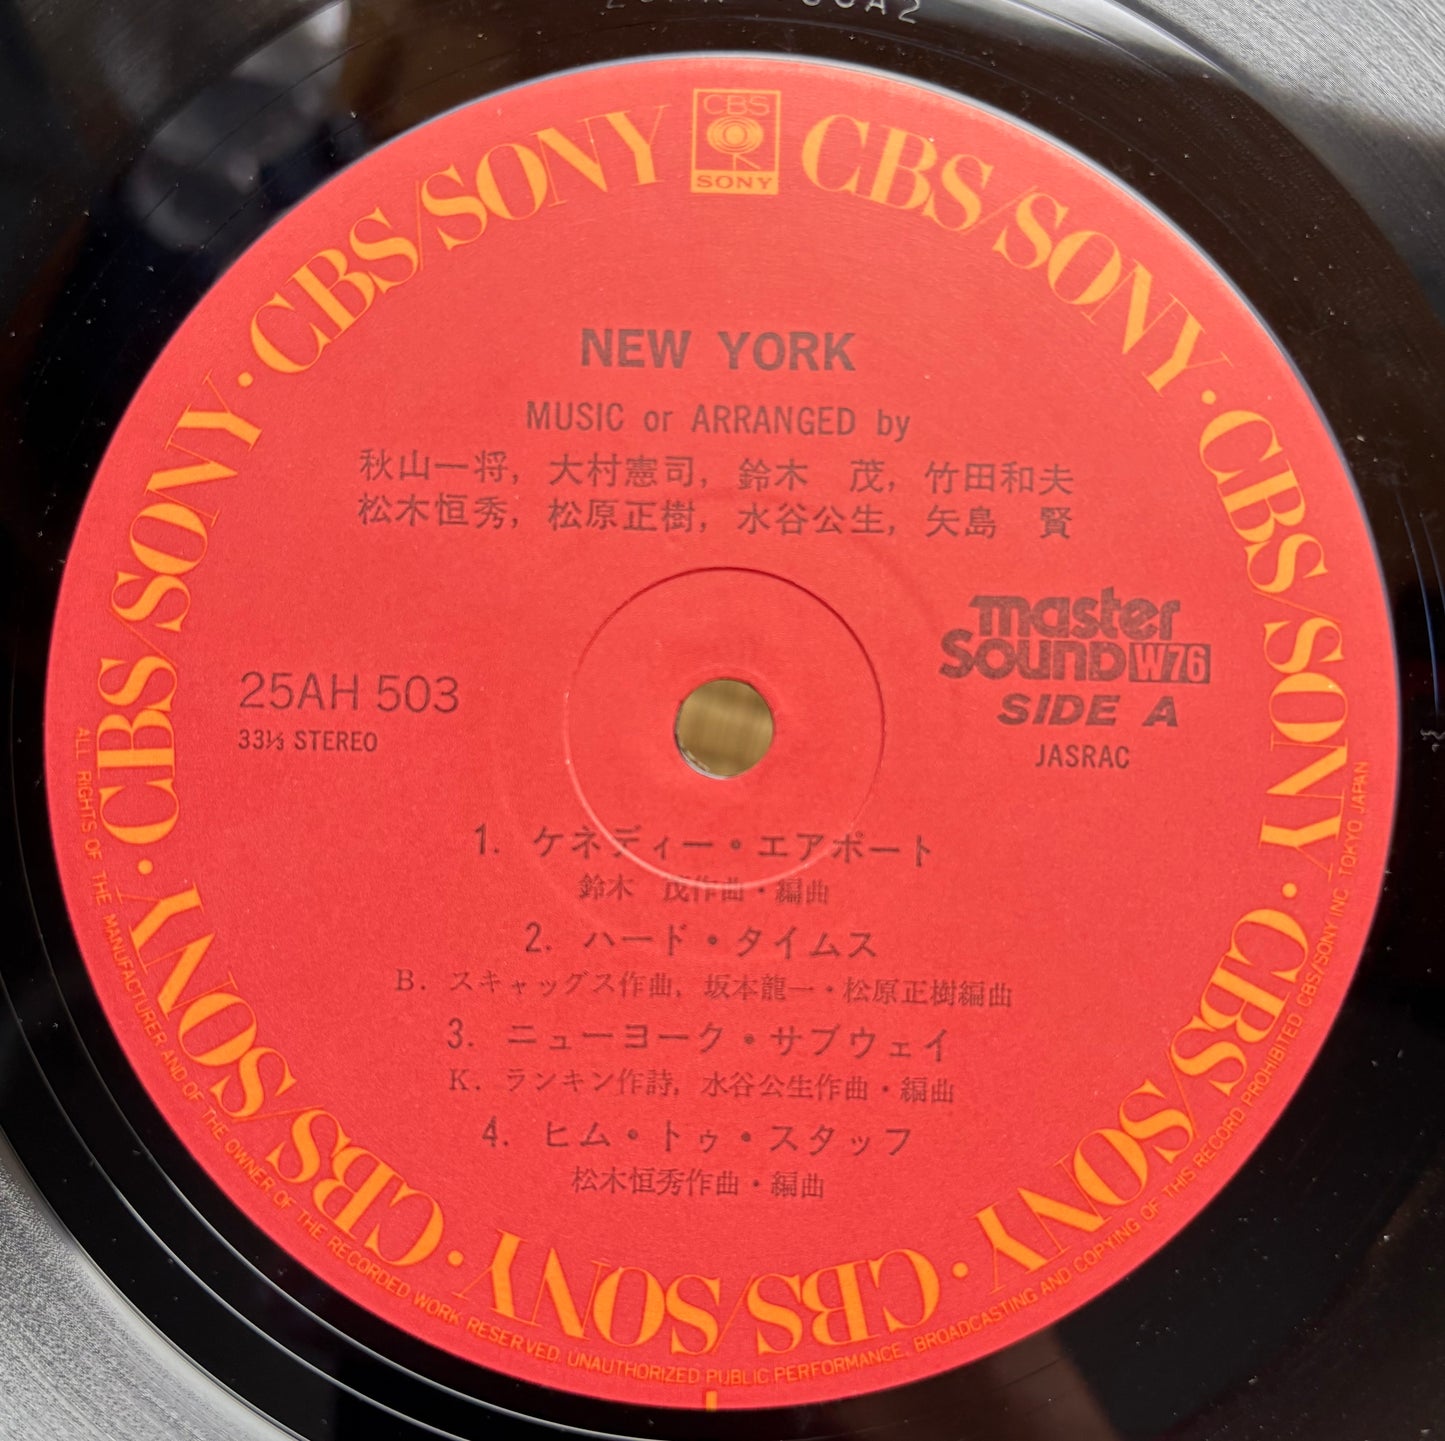 CBS
SONY
CBS/SONY · CBS/SONY · CBS/SONY · CBS/SONY · CBS/SONY · CBS/SONY · CBS/SONY · CBS/SONY
NEW YORK
MUSIC or ARRANGED by
秋山一将, 大村憲司, 鈴木 茂, 竹田和夫
松木恒秀, 松原正樹, 水谷公生, 矢島 賢
master
SOUND W76
25AH 503
SIDE A
33⅓ STEREO
JASRAC
1. ケネディー・エアポート
鈴木 茂作曲・編曲
2. ハード・タイムス
B. スキャッグス作曲, 坂本龍一・松原正樹編曲
3. ニューヨーク・サブウェイ
K. ランキン作詩, 水谷公生作曲・編曲
4. ヒム・トゥ・スタッフ
松木恒秀作曲・編曲
ALL RIGHTS OF THE MANUFACTURER AND OF THE OWNER OF THE RECORDED WORK RESERVED. UNAUTHORIZED PUBLIC PERFORMANCE. BROADCASTING AND COPYING OF THIS RECORD PROHIBITED CBS/SONY INC. TOKYO JAPAN